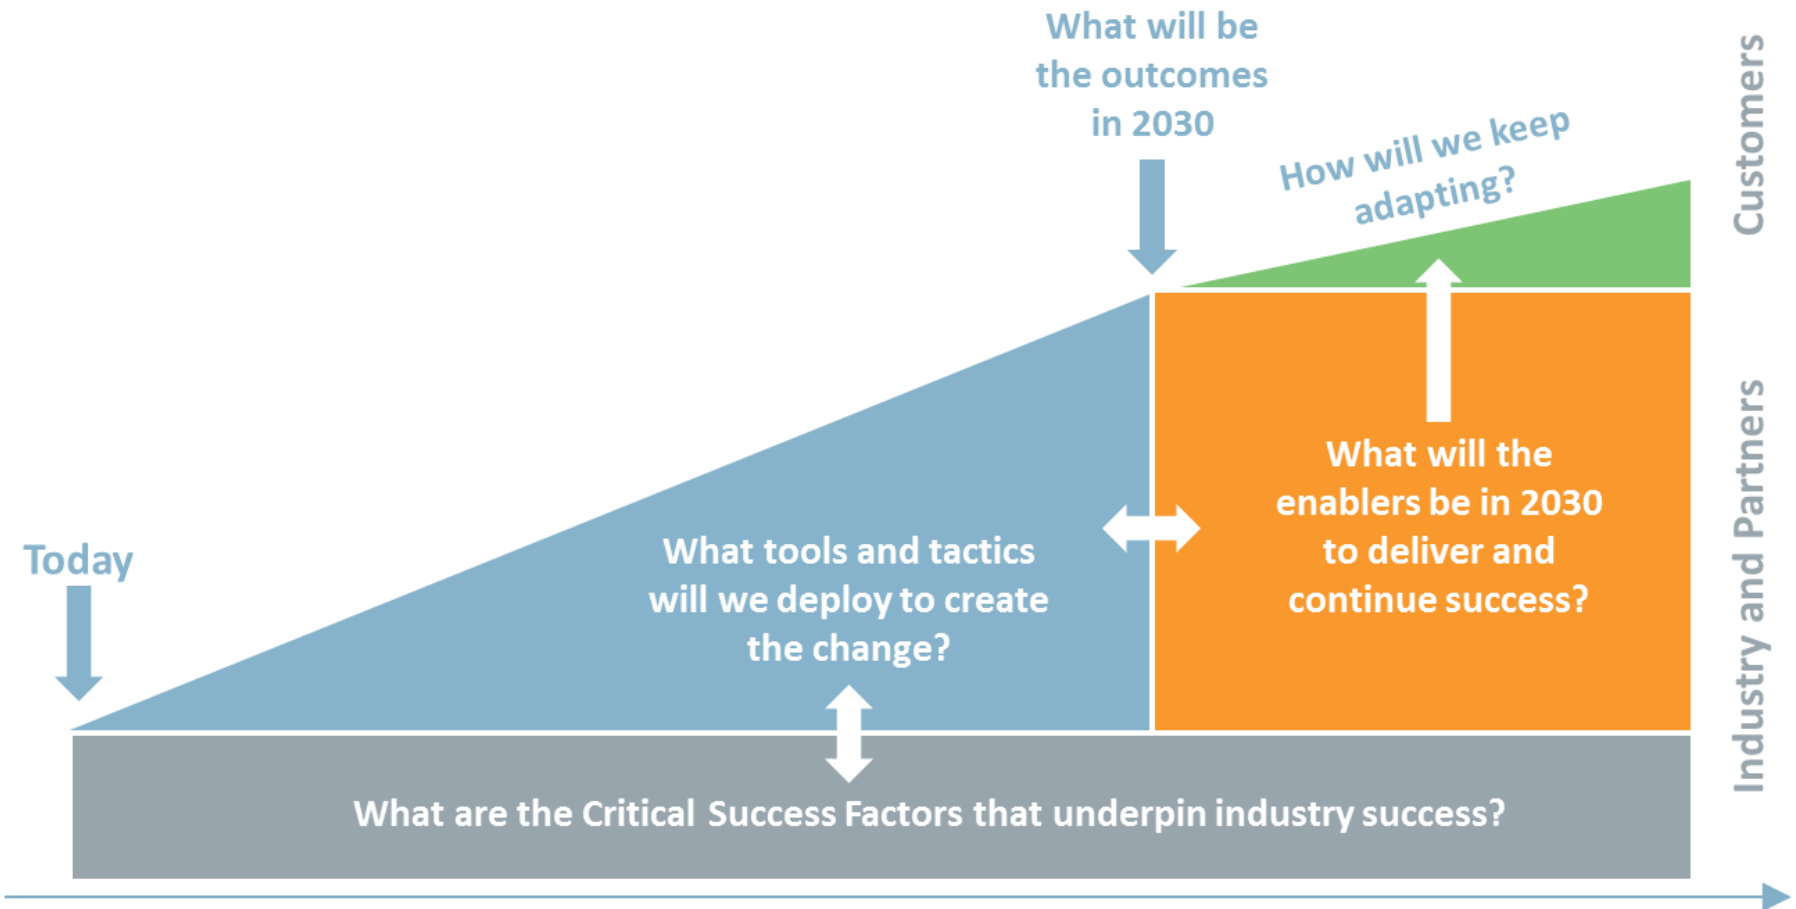 What will be
the outcomes
in 2030
How will we keep
adapting?
Customers
Today
What tools and tactics
will we deploy to create
the change?
What will the
enablers be in 2030
to deliver and
continue success?
Industry and Partners
What are the Critical Success Factors that underpin industry success?